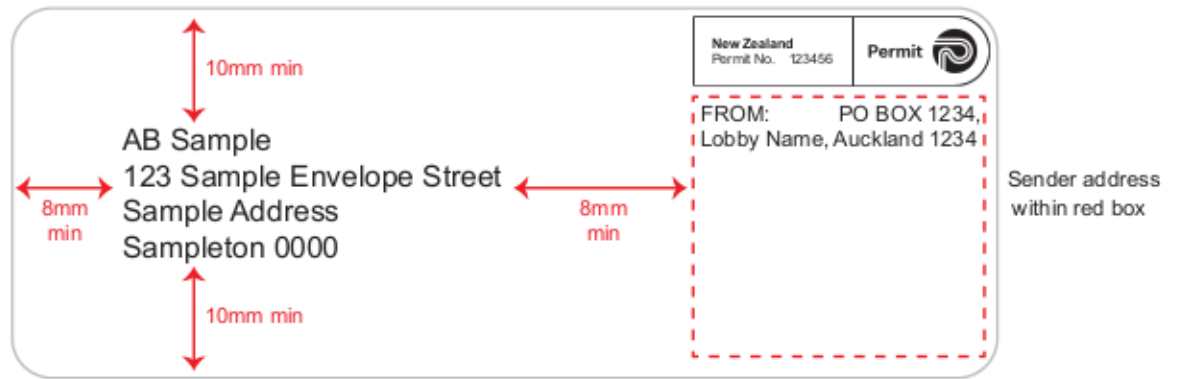 10mm min
New Zealand
Permit No. 123456
Permit
FROM: PO BOX 1234,
Lobby Name, Auckland 1234
AB Sample
123 Sample Envelope Street
Sample Address
Sampleton 0000
8mm
min
8mm
min
Sender address
within red box
10mm min